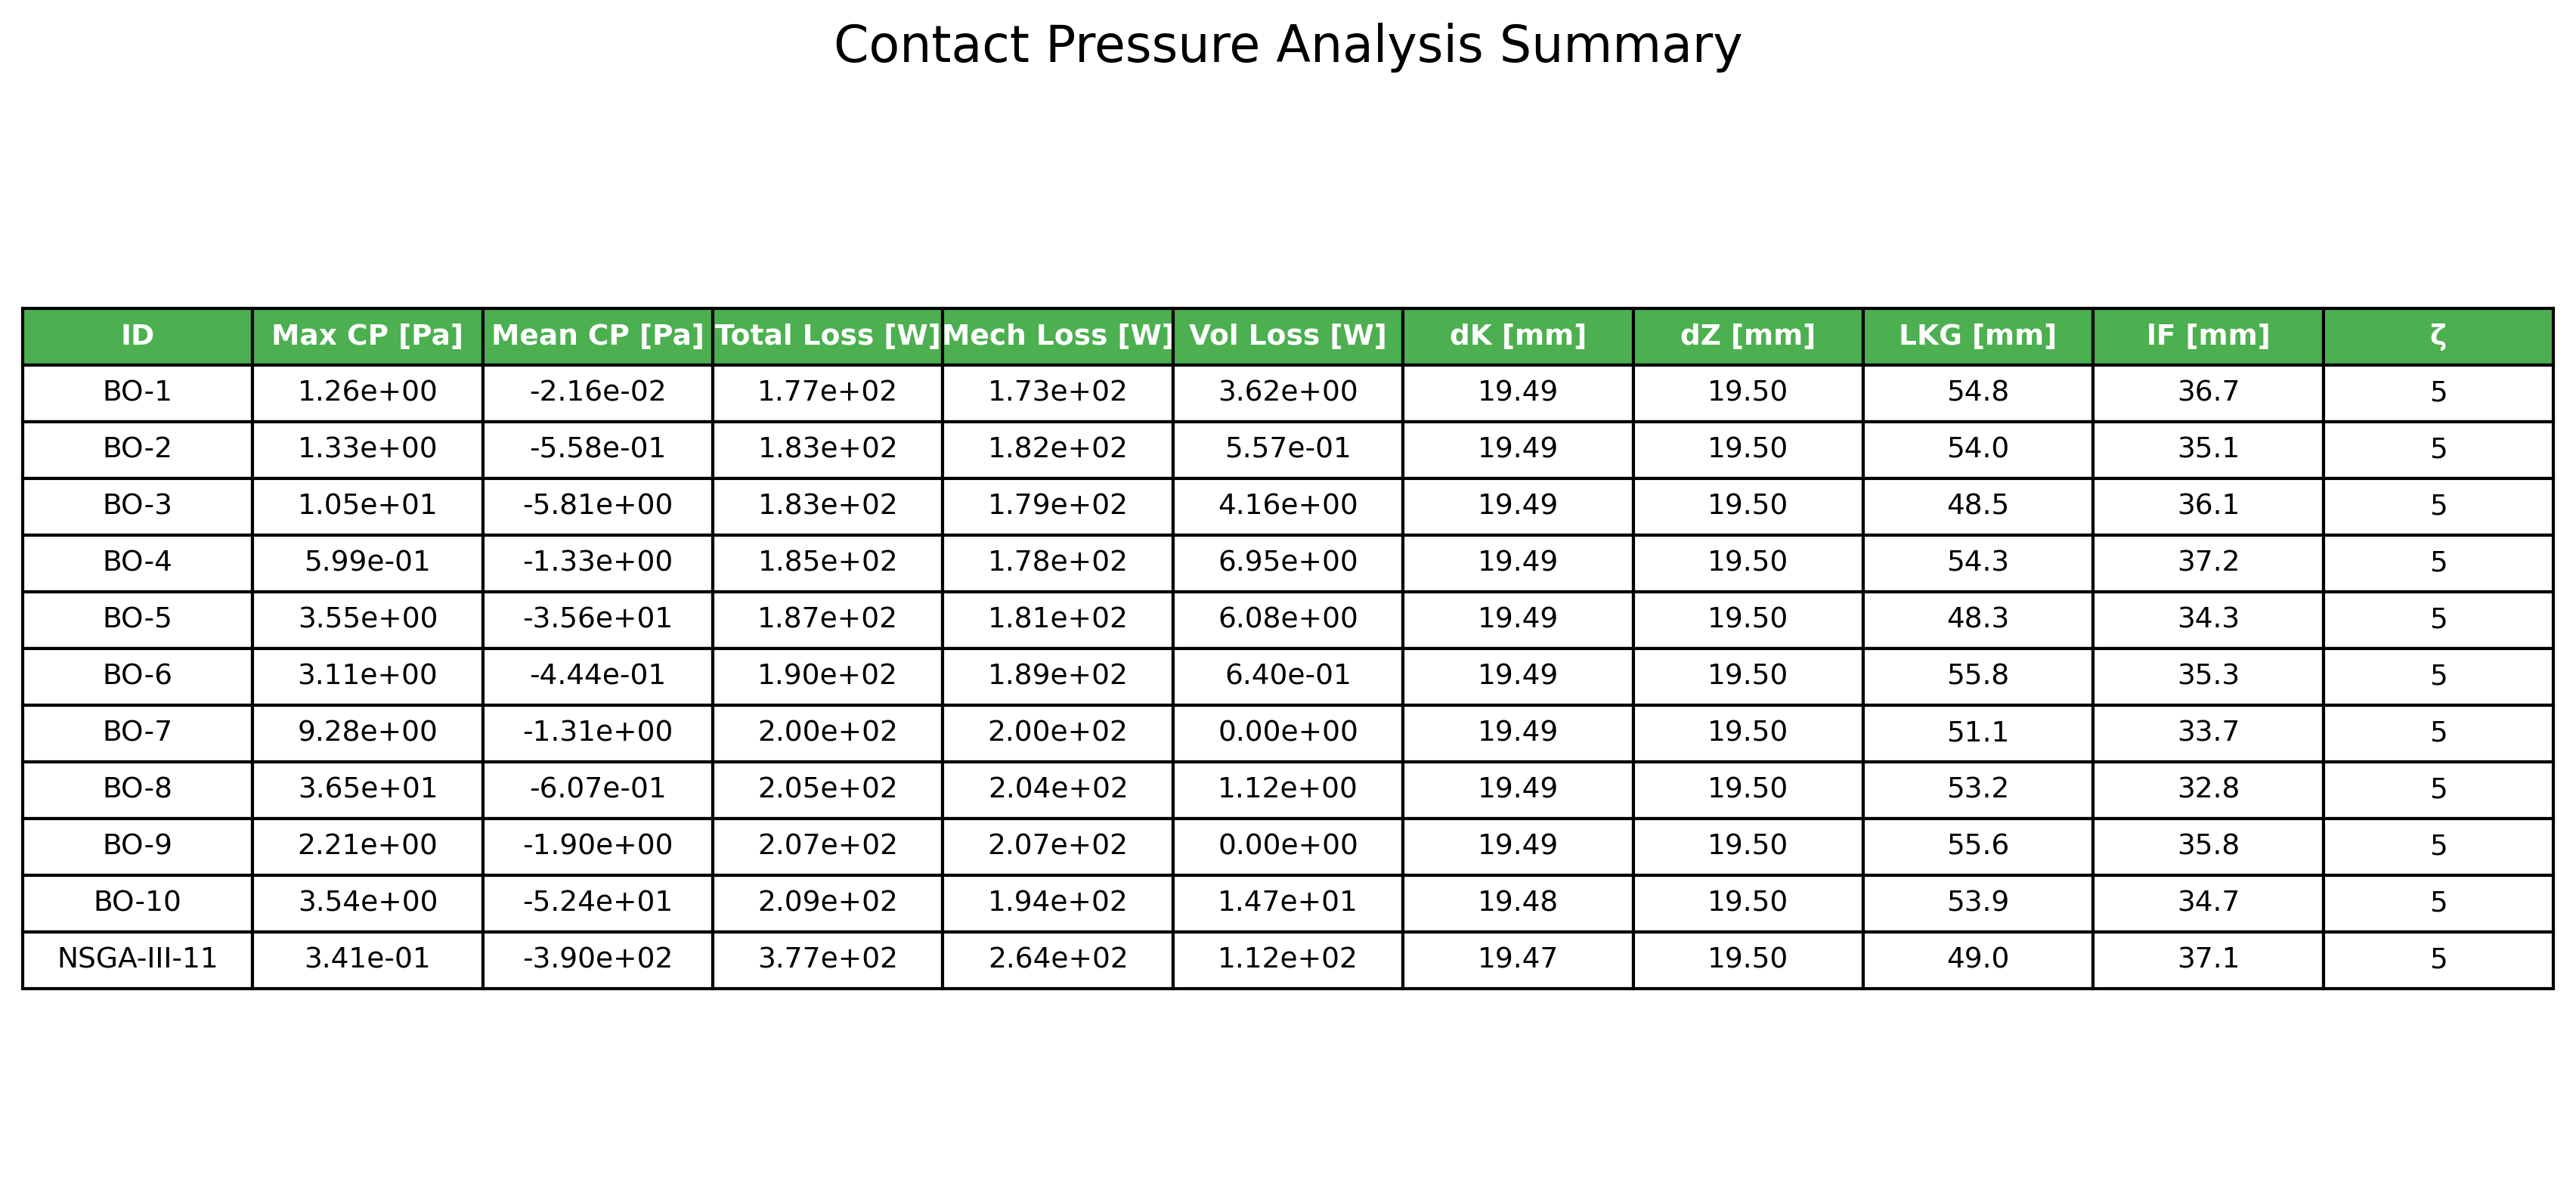 Contact Pressure Analysis Summary
ID Max CP [Pa] Mean CP [Pa] Total Loss [W] Mech Loss [W] Vol Loss [W] dK [mm] dZ [mm] LKG [mm] lF [mm] ζ
BO-1 1.26e+00 -2.16e-02 1.77e+02 1.73e+02 3.62e+00 19.49 19.50 54.8 36.7 5
BO-2 1.33e+00 -5.58e-01 1.83e+02 1.82e+02 5.57e-01 19.49 19.50 54.0 35.1 5
BO-3 1.05e+01 -5.81e+00 1.83e+02 1.79e+02 4.16e+00 19.49 19.50 48.5 36.1 5
BO-4 5.99e-01 -1.33e+00 1.85e+02 1.78e+02 6.95e+00 19.49 19.50 54.3 37.2 5
BO-5 3.55e+00 -3.56e+01 1.87e+02 1.81e+02 6.08e+00 19.49 19.50 48.3 34.3 5
BO-6 3.11e+00 -4.44e-01 1.90e+02 1.89e+02 6.40e-01 19.49 19.50 55.8 35.3 5
BO-7 9.28e+00 -1.31e+00 2.00e+02 2.00e+02 0.00e+00 19.49 19.50 51.1 33.7 5
BO-8 3.65e+01 -6.07e-01 2.05e+02 2.04e+02 1.12e+00 19.49 19.50 53.2 32.8 5
BO-9 2.21e+00 -1.90e+00 2.07e+02 2.07e+02 0.00e+00 19.49 19.50 55.6 35.8 5
BO-10 3.54e+00 -5.24e+01 2.09e+02 1.94e+02 1.47e+01 19.48 19.50 53.9 34.7 5
NSGA-III-11 3.41e-01 -3.90e+02 3.77e+02 2.64e+02 1.12e+02 19.47 19.50 49.0 37.1 5